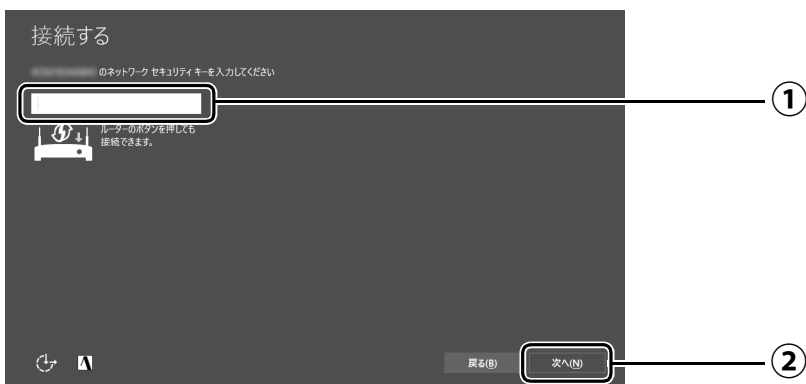 接続する
のネットワーク セキュリティ キーを入力してください
①
ルーターのボタンを押しても
接続できます。
戻る(B)
次へ(N)
②